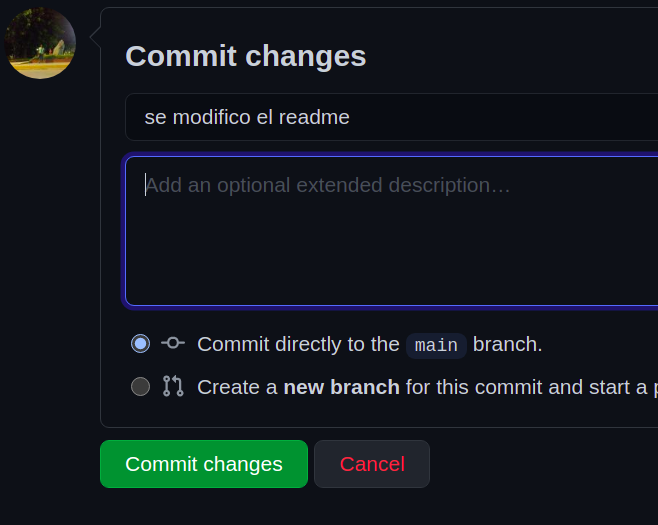 Commit changes
se modifico el readme
Add an optional extended description…
Commit directly to the main branch.
Create a new branch for this commit and start a
Commit changes
Cancel